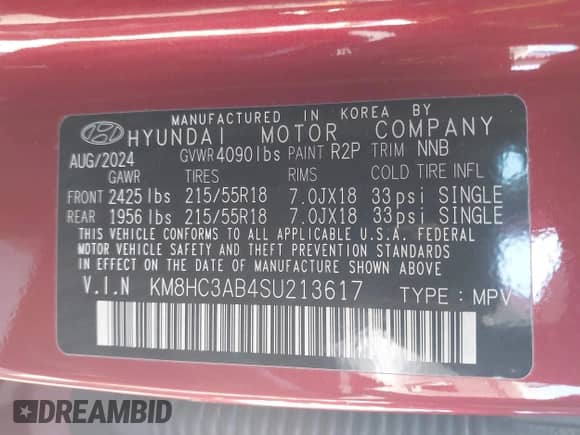 MANUFACTURED IN KOREA BY
HYUNDAI MOTOR COMPANY
AUG/2024 GVWR 4090 lbs PAINT R2P TRIM NNB
GAWR TIRES RIMS COLD TIRE INFL
FRONT 2425 lbs 215/55R18 7.0JX18 33 psi SINGLE
REAR 1956 lbs 215/55R18 7.0JX18 33 psi SINGLE
THIS VEHICLE CONFORMS TO ALL APPLICABLE U.S.A. FEDERAL
MOTOR VEHICLE SAFETY AND THEFT PREVENTION STANDARDS
IN EFFECT ON THE DATE OF MANUFACTURE SHOWN ABOVE.
V.I.N KM8HC3AB4SU213617 TYPE : MPV
DREAMBID